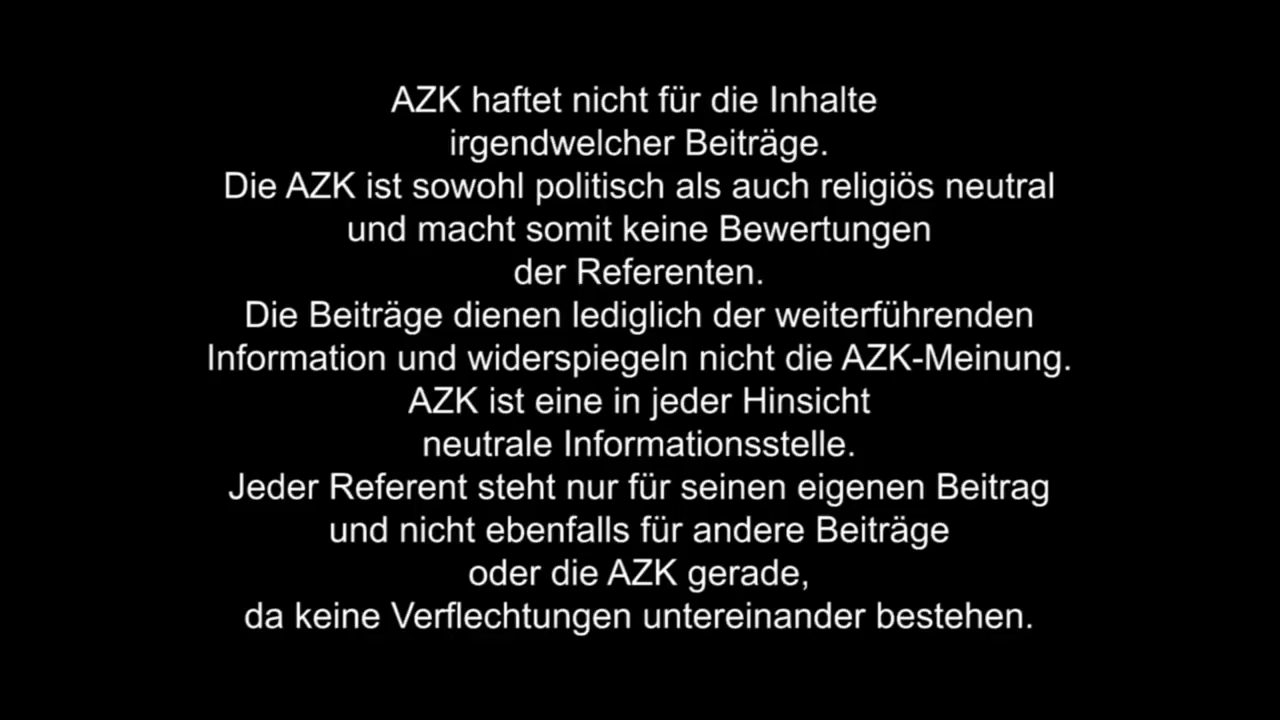 AZK haftet nicht für die Inhalte
irgendwelcher Beiträge.
Die AZK ist sowohl politisch als auch religiös neutral
und macht somit keine Bewertungen
der Referenten.
Die Beiträge dienen lediglich der weiterführenden
Information und widerspiegeln nicht die AZK-Meinung.
AZK ist eine in jeder Hinsicht
neutrale Informationsstelle.
Jeder Referent steht nur für seinen eigenen Beitrag
und nicht ebenfalls für andere Beiträge
oder die AZK gerade,
da keine Verflechtungen untereinander bestehen.